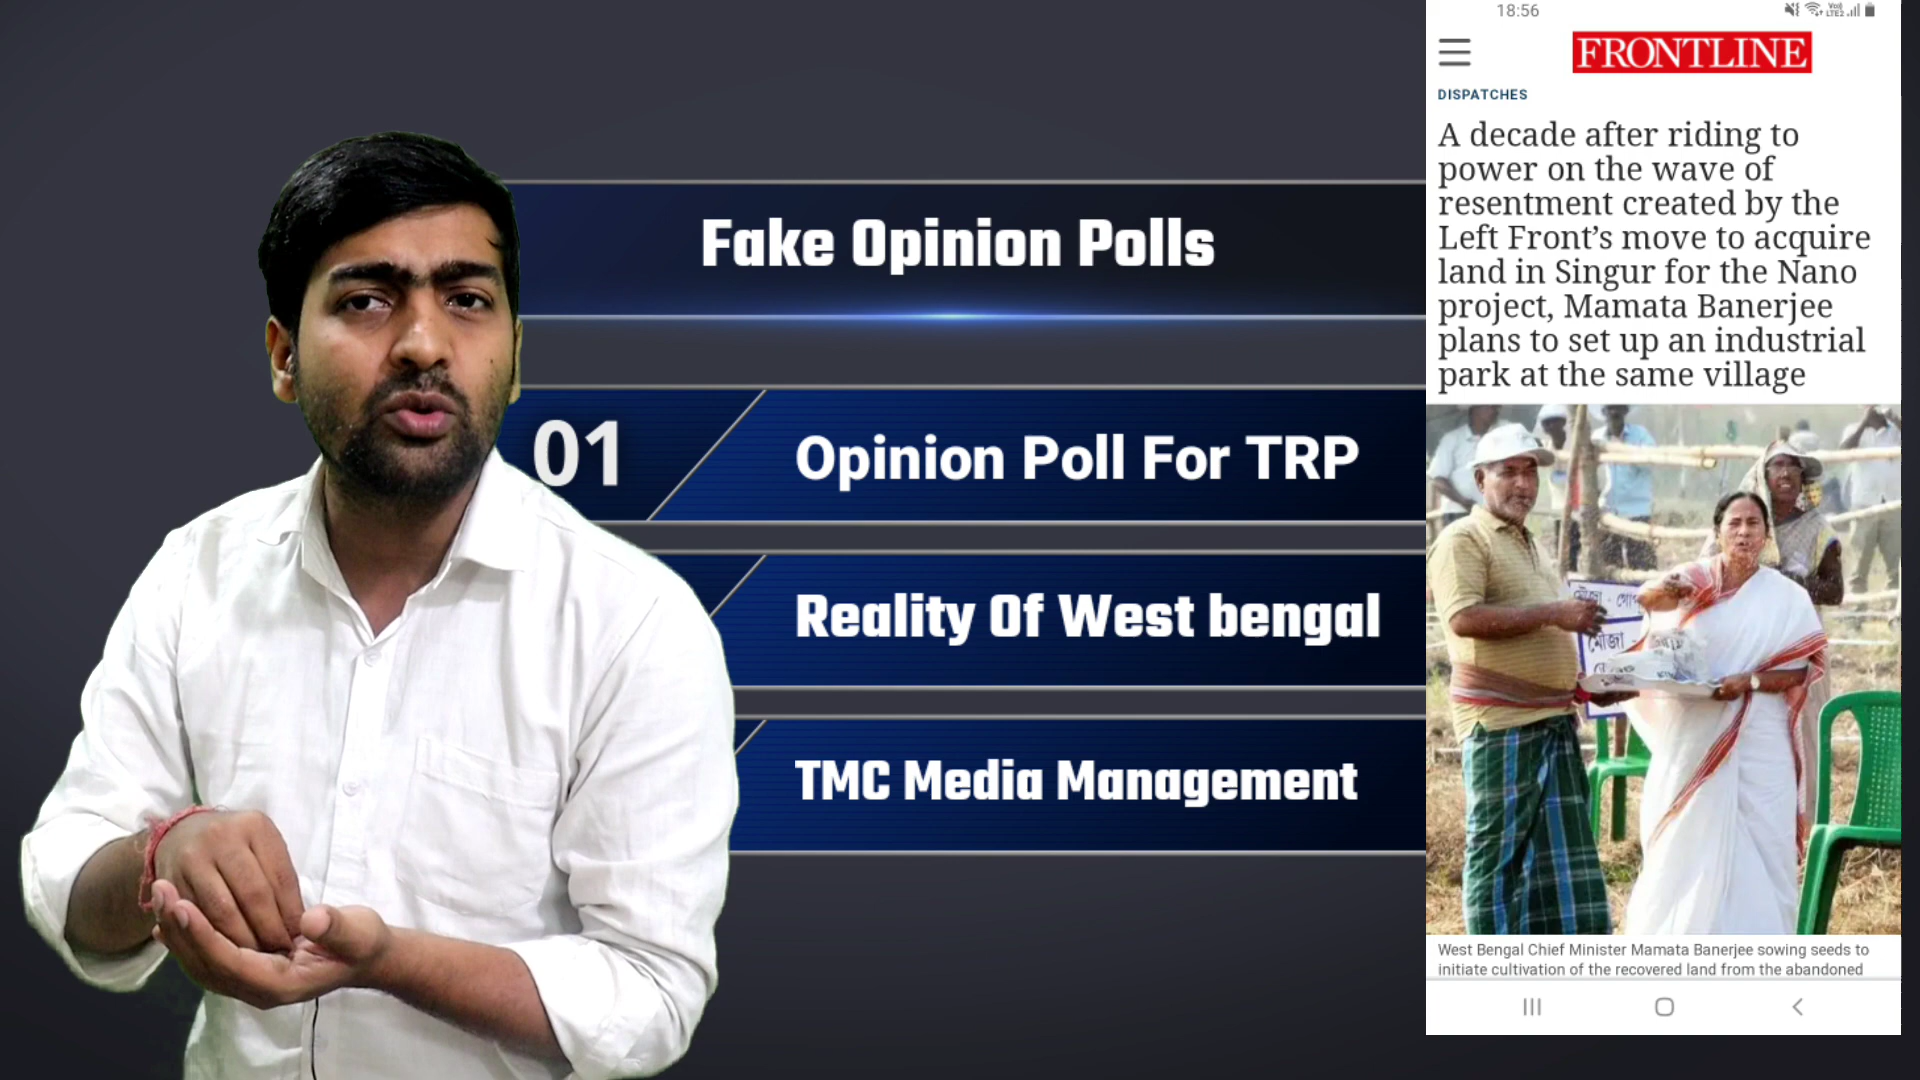 Fake Opinion Polls
01
Opinion Poll For TRP
Reality Of West bengal
TMC Media Management
18:56
FRONTLINE
DISPATCHES
A decade after riding to
power on the wave of
resentment created by the
Left Front’s move to acquire
land in Singur for the Nano
project, Mamata Banerjee
plans to set up an industrial
park at the same village
মৌজা -
মৌজা -
West Bengal Chief Minister Mamata Banerjee sowing seeds to
initiate cultivation of the recovered land from the abandoned